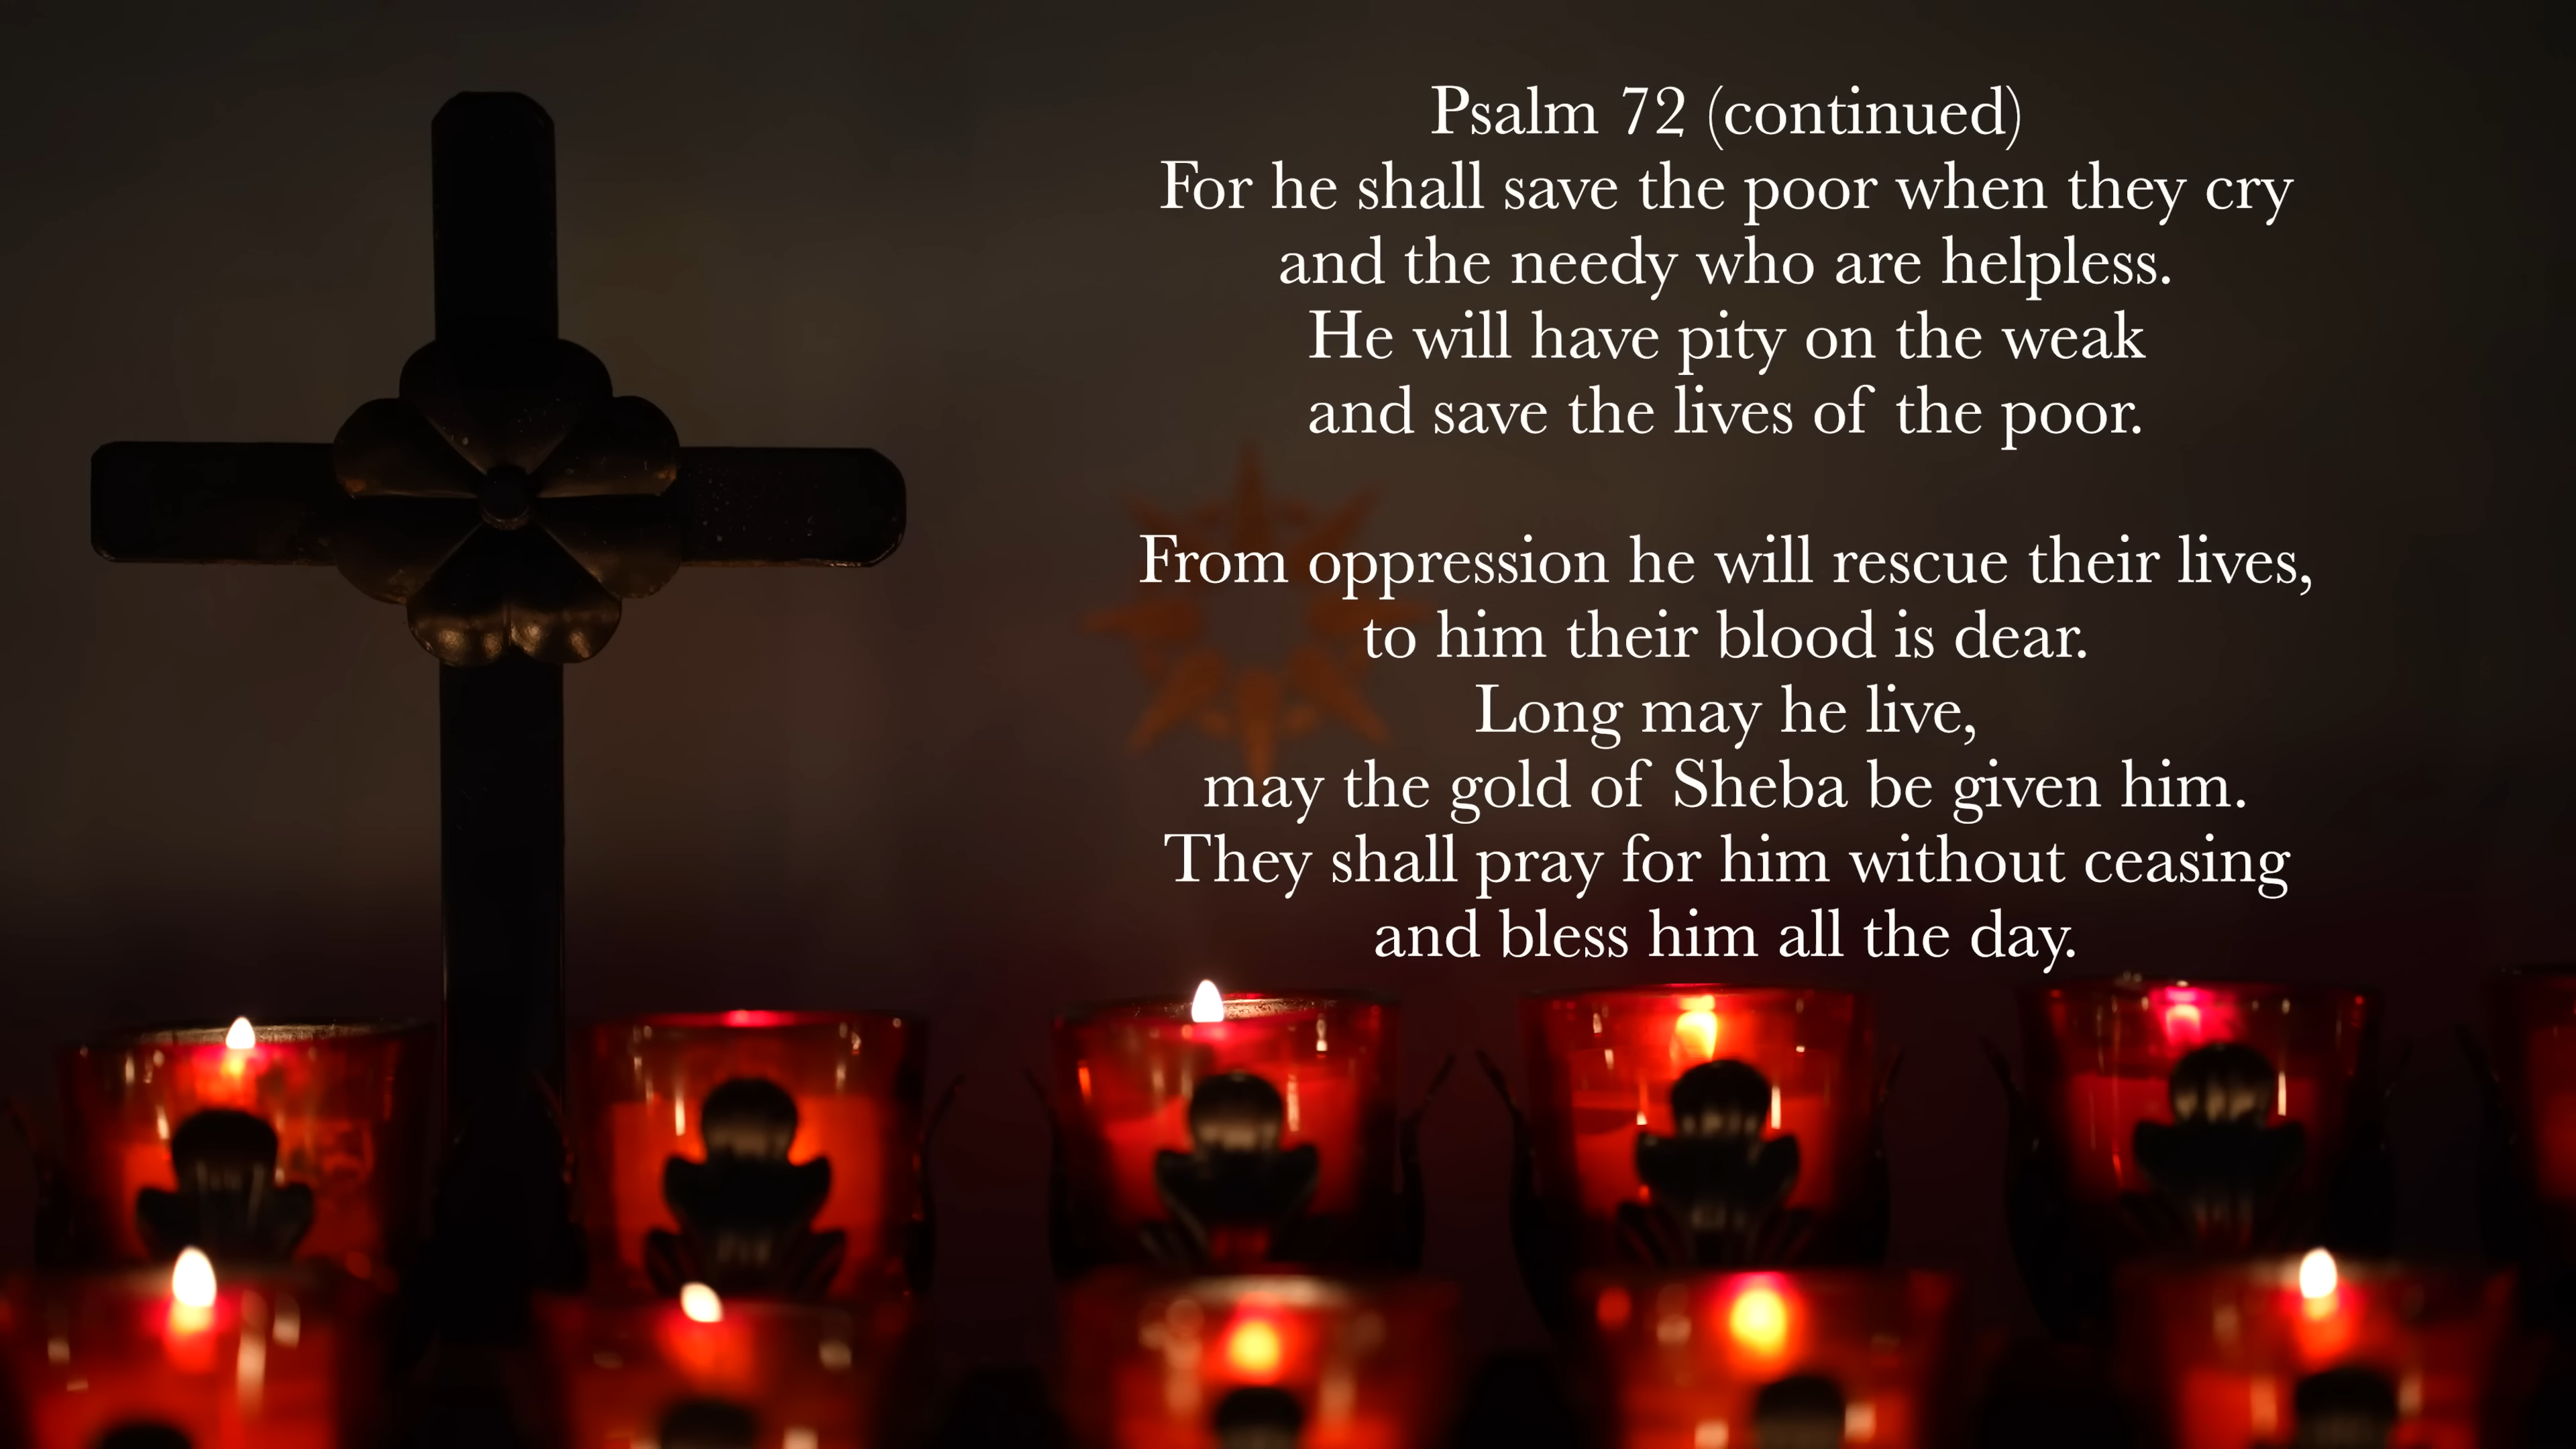 Psalm 72 (continued)
For he shall save the poor when they cry
and the needy who are helpless.
He will have pity on the weak
and save the lives of the poor.
From oppression he will rescue their lives,
to him their blood is dear.
Long may he live,
may the gold of Sheba be given him.
They shall pray for him without ceasing
and bless him all the day.